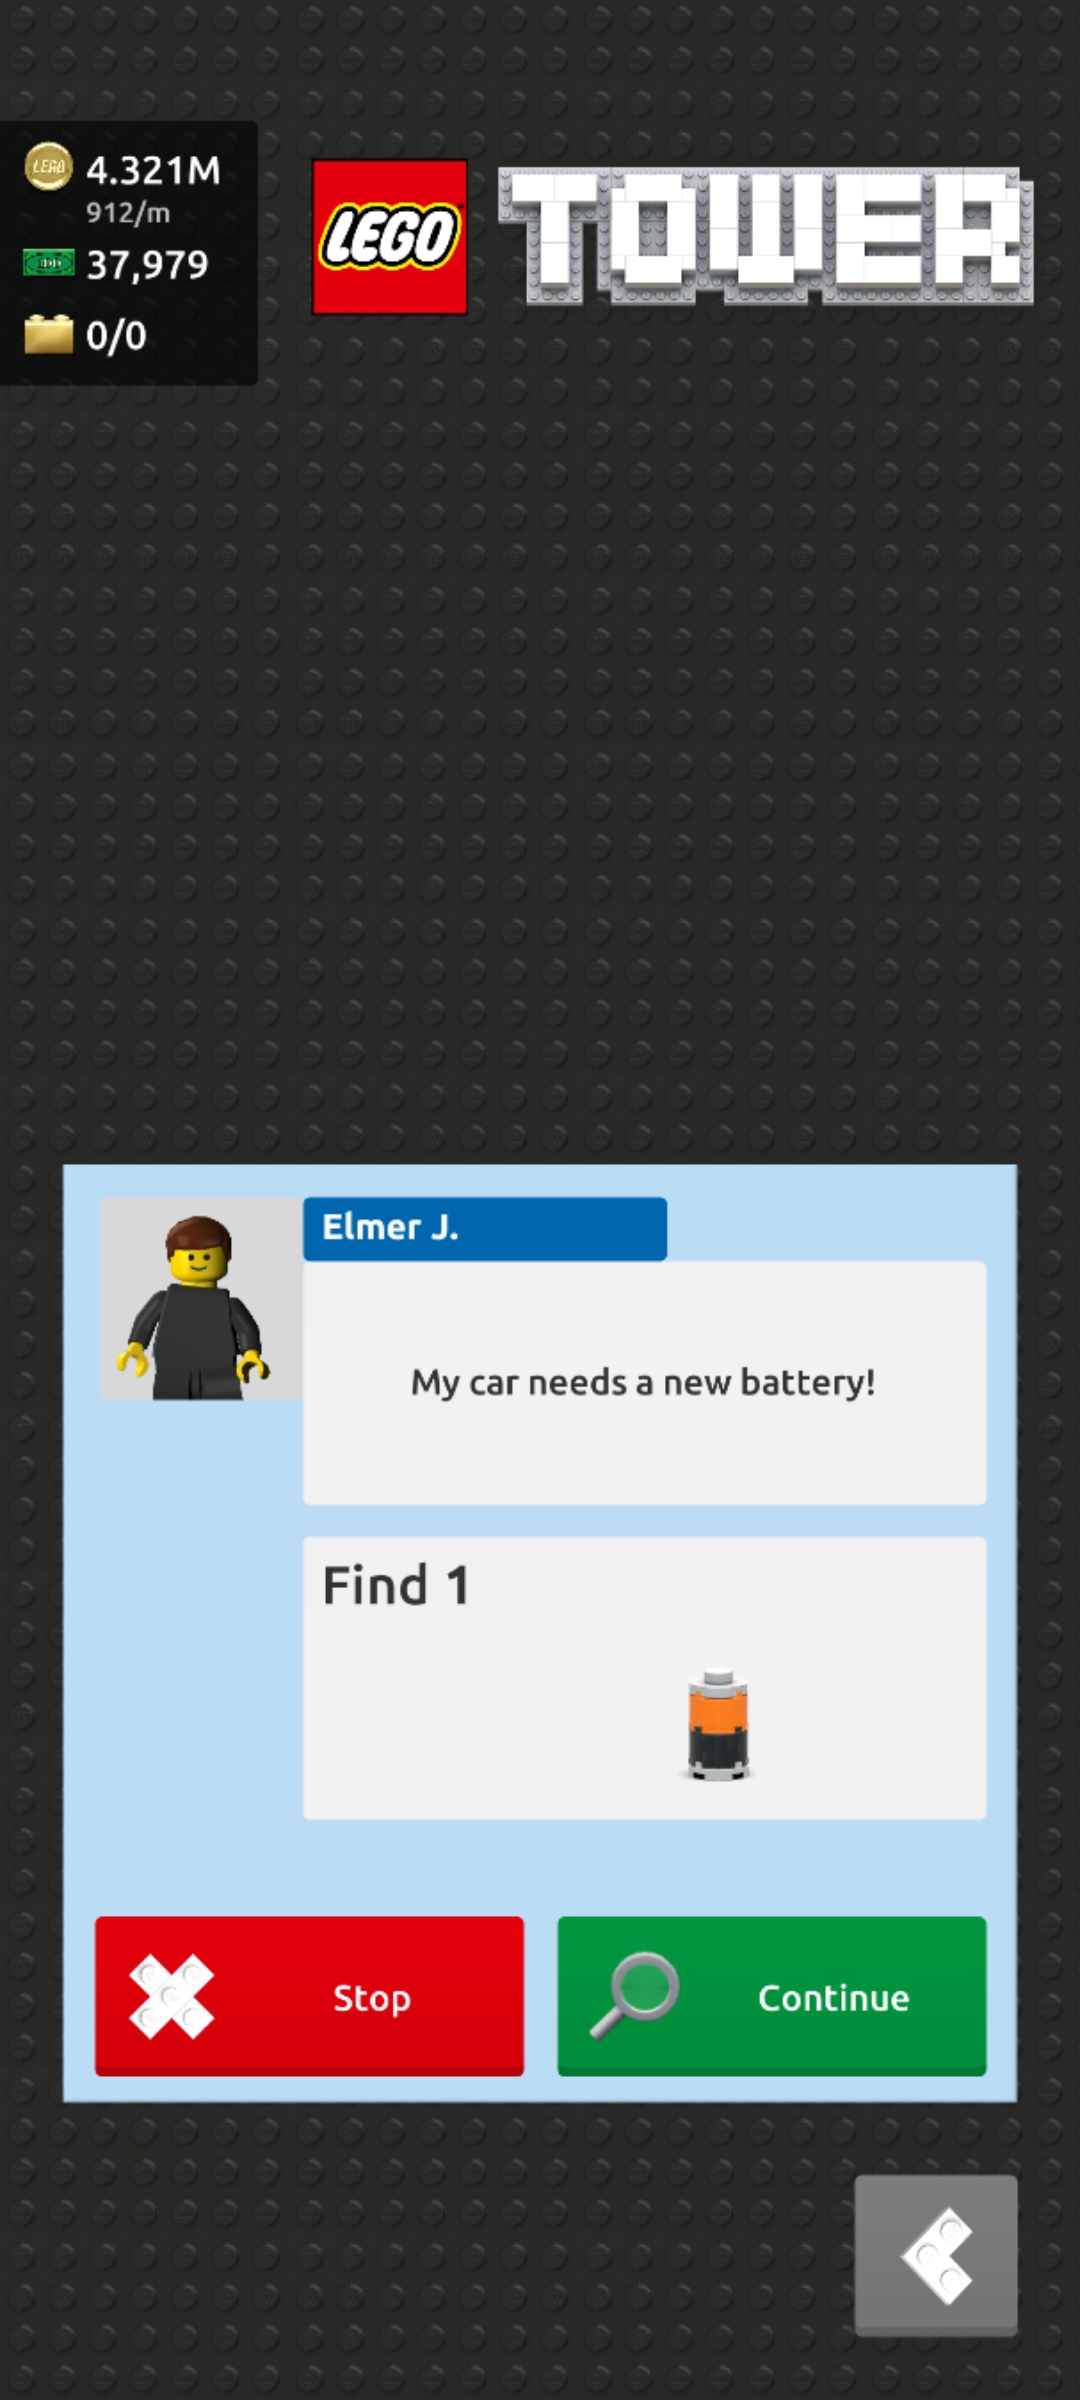 4.321M
912/m
37,979
0/0
LEGO TOWER
Elmer J.
My car needs a new battery!
Find 1
Stop
Continue